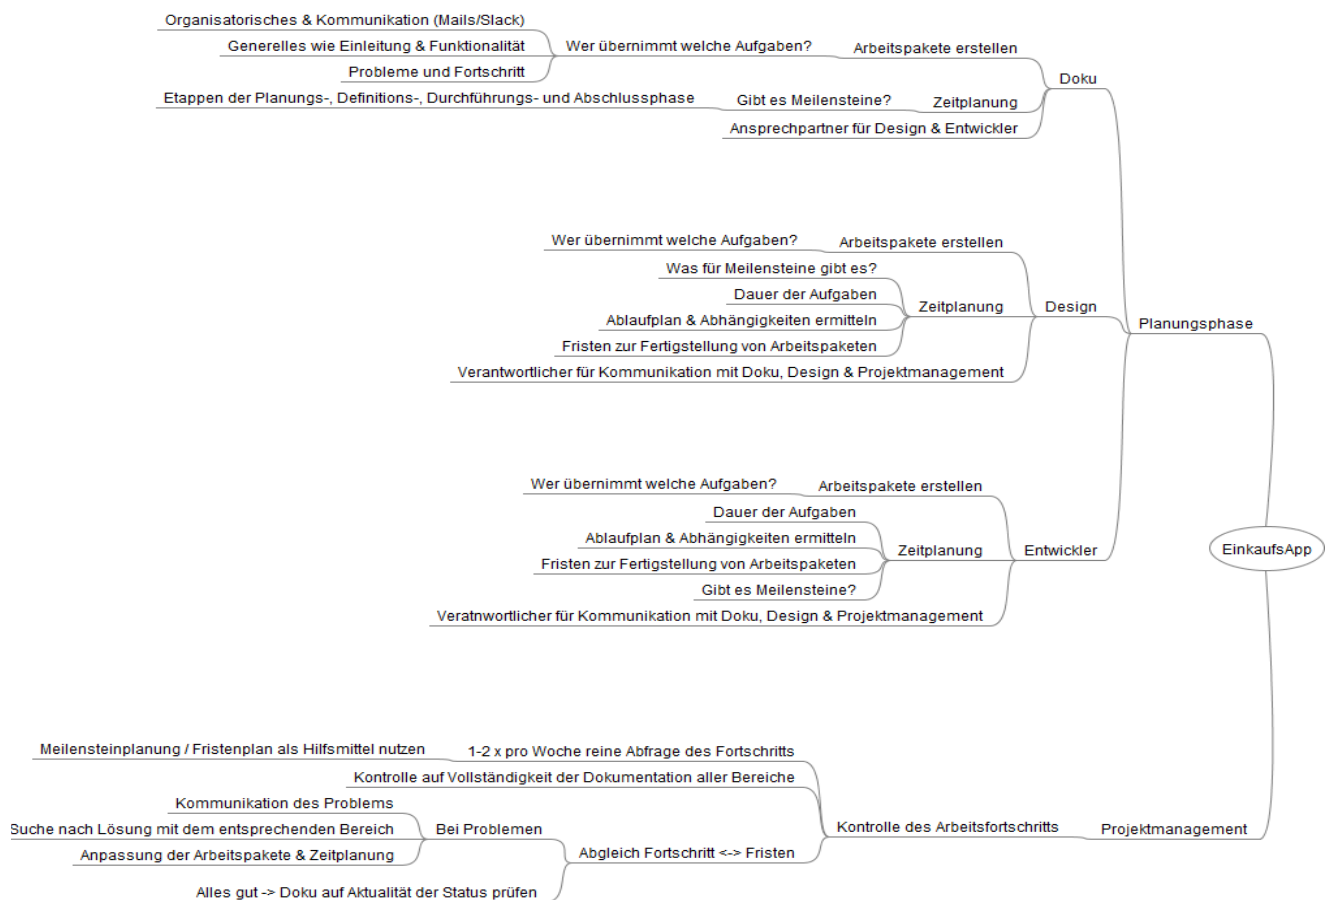 Organisatorisches & Kommunikation (Mails/Slack)
Generelles wie Einleitung & Funktionalität
Wer übernimmt welche Aufgaben?
Arbeitspakete erstellen
Probleme und Fortschritt
Doku
Etappen der Planungs-, Definitions-, Durchführungs- und Abschlussphase
Gibt es Meilensteine?
Zeitplanung
Ansprechpartner für Design & Entwickler
Wer übernimmt welche Aufgaben?
Arbeitspakete erstellen
Was für Meilensteine gibt es?
Dauer der Aufgaben
Zeitplanung
Design
Ablaufplan & Abhängigkeiten ermitteln
Planungsphase
Fristen zur Fertigstellung von Arbeitspaketen
Verantwortlicher für Kommunikation mit Doku, Design & Projektmanagement
Wer übernimmt welche Aufgaben?
Arbeitspakete erstellen
Dauer der Aufgaben
Ablaufplan & Abhängigkeiten ermitteln
Zeitplanung
Entwickler
EinkaufsApp
Fristen zur Fertigstellung von Arbeitspaketen
Gibt es Meilensteine?
Veratnwortlicher für Kommunikation mit Doku, Design & Projektmanagement
Meilensteinplanung / Fristenplan als Hilfsmittel nutzen
1-2 x pro Woche reine Abfrage des Fortschritts
Kontrolle auf Vollständigkeit der Dokumentation aller Bereiche
Kommunikation des Problems
Suche nach Lösung mit dem entsprechenden Bereich
Bei Problemen
Kontrolle des Arbeitsfortschritts
Projektmanagement
Anpassung der Arbeitspakete & Zeitplanung
Abgleich Fortschritt <-> Fristen
Alles gut -> Doku auf Aktualität der Status prüfen